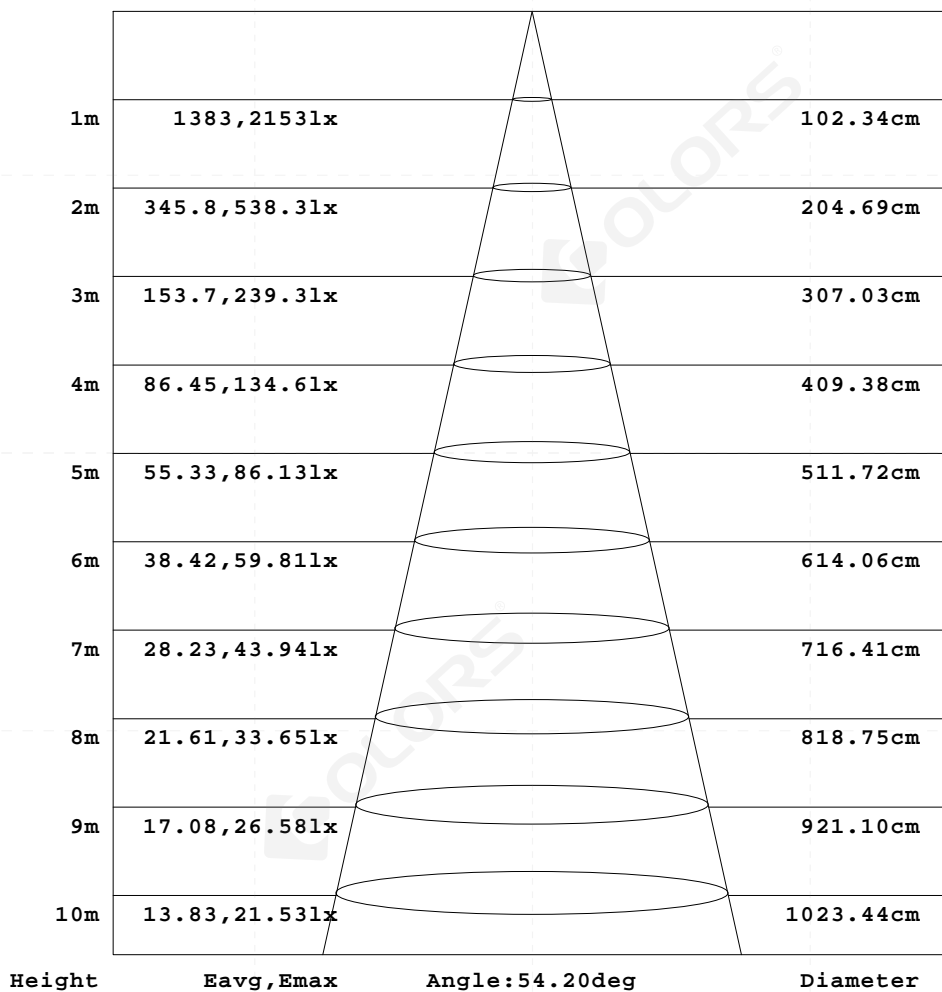 1m 1383,2153lx 102.34cm
2m 345.8,538.3lx 204.69cm
3m 153.7,239.3lx 307.03cm
4m 86.45,134.6lx 409.38cm
5m 55.33,86.13lx 511.72cm
6m 38.42,59.81lx 614.06cm
7m 28.23,43.94lx 716.41cm
8m 21.61,33.65lx 818.75cm
9m 17.08,26.58lx 921.10cm
10m 13.83,21.53lx 1023.44cm
Height Eavg,Emax Angle:54.20deg Diameter
COLORS®
COLORS®